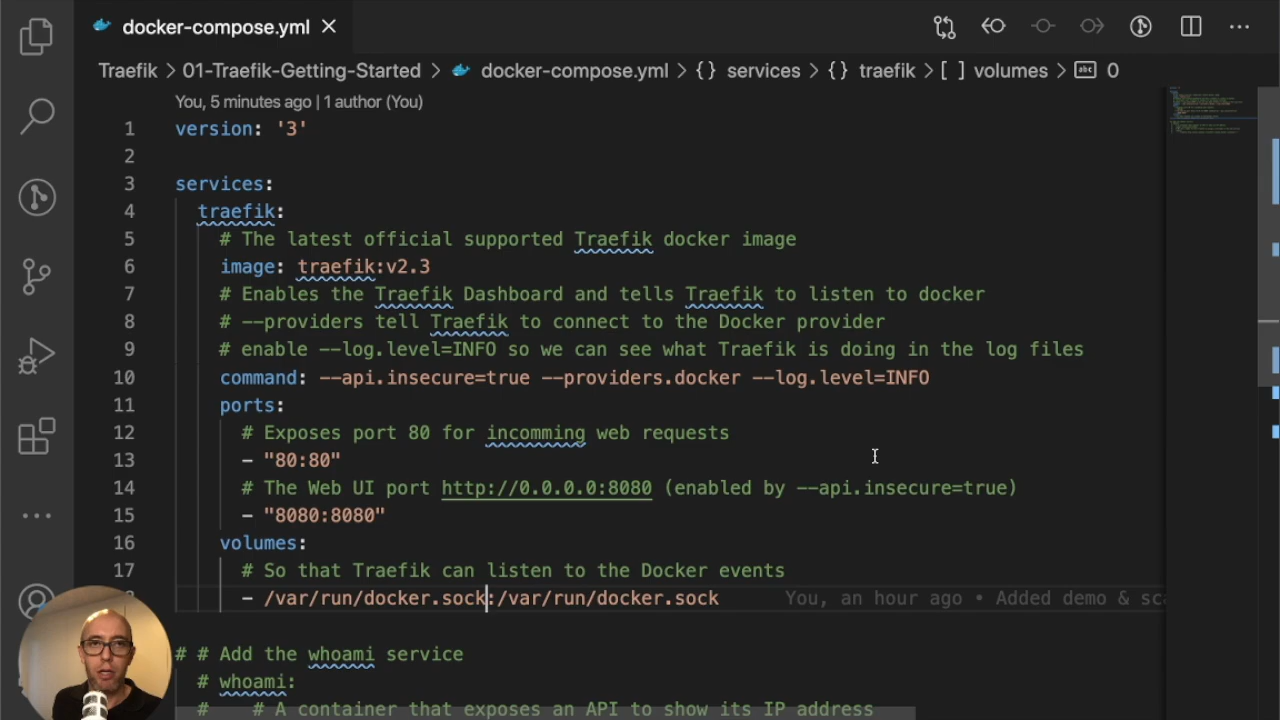 docker-compose.yml
Traefik > 01-Traefik-Getting-Started > docker-compose.yml > {} services > {} traefik > [ ] volumes > abc 0
You, 5 minutes ago | 1 author (You)
1 version: '3'
2
3 services:
4 traefik:
5 # The latest official supported Traefik docker image
6 image: traefik:v2.3
7 # Enables the Traefik Dashboard and tells Traefik to listen to docker
8 # --providers tell Traefik to connect to the Docker provider
9 # enable --log.level=INFO so we can see what Traefik is doing in the log files
10 command: --api.insecure=true --providers.docker --log.level=INFO
11 ports:
12 # Exposes port 80 for incomming web requests
13 - "80:80"
14 # The Web UI port http://0.0.0.0:8080 (enabled by --api.insecure=true)
15 - "8080:8080"
16 volumes:
17 # So that Traefik can listen to the Docker events
- /var/run/docker.sock:/var/run/docker.sock You, an hour ago • Added demo &
# # Add the whoami service
# whoami:
# # A container that exposes an API to show its IP address